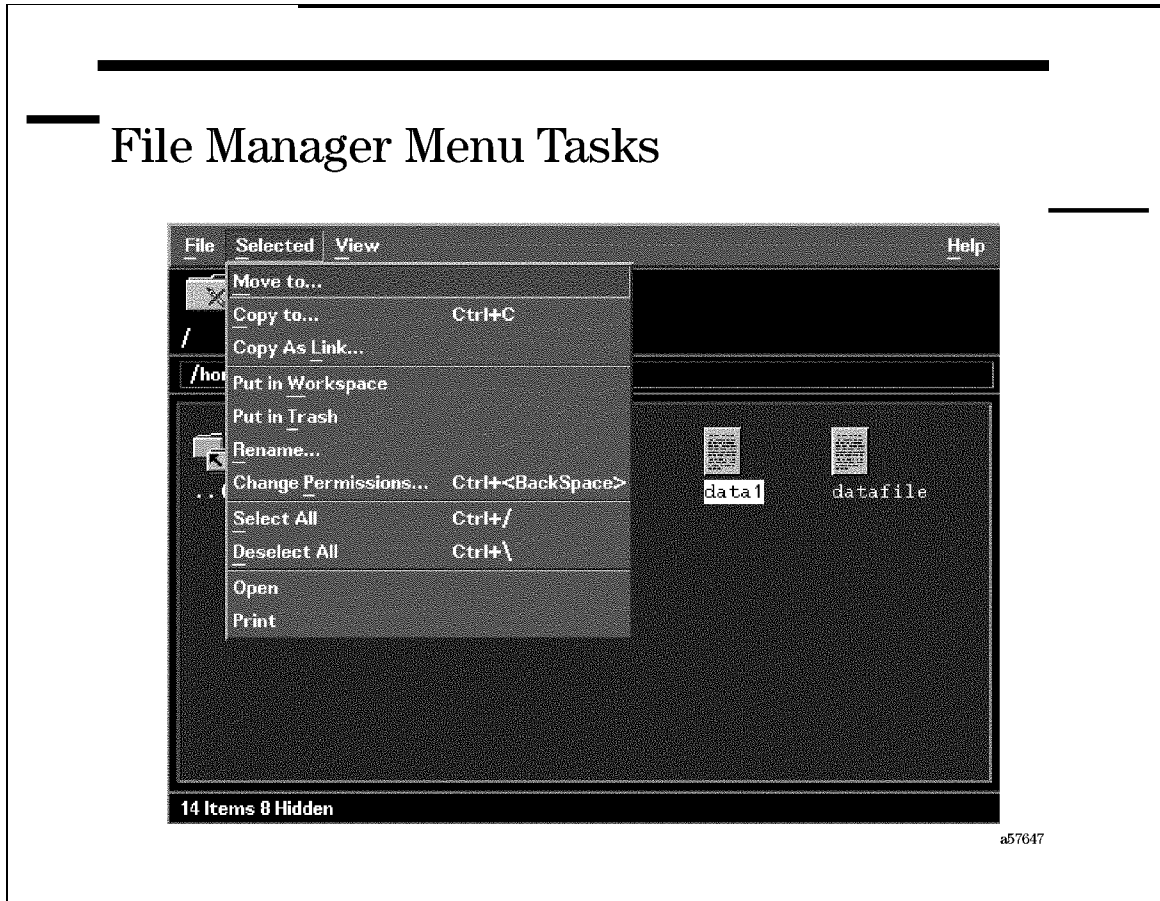 File Manager Menu Tasks
File Selected View Help
Move to...
Copy to... Ctrl+C
/
Copy As Link...
Put in Workspace
Put in Trash
Rename...
Change Permissions... Ctrl+<BackSpace>
data1 datafile
Select All Ctrl+/
Deselect All Ctrl+\
Open
Print
14 Items 8 Hidden
a57647